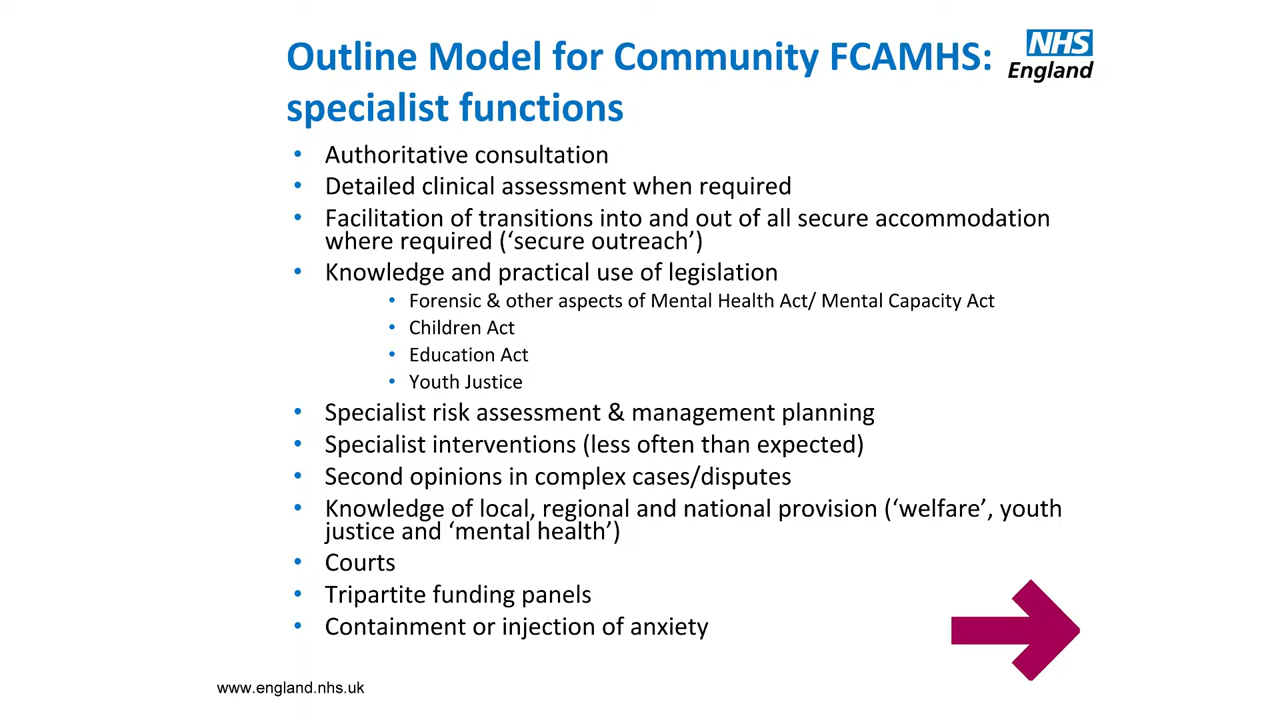 Outline Model for Community FCAMHS:
specialist functions
NHS
England
• Authoritative consultation
• Detailed clinical assessment when required
• Facilitation of transitions into and out of all secure accommodation
where required (‘secure outreach’)
• Knowledge and practical use of legislation
• Forensic & other aspects of Mental Health Act/ Mental Capacity Act
• Children Act
• Education Act
• Youth Justice
• Specialist risk assessment & management planning
• Specialist interventions (less often than expected)
• Second opinions in complex cases/disputes
• Knowledge of local, regional and national provision (‘welfare’, youth
justice and ‘mental health’)
• Courts
• Tripartite funding panels
• Containment or injection of anxiety
www.england.nhs.uk